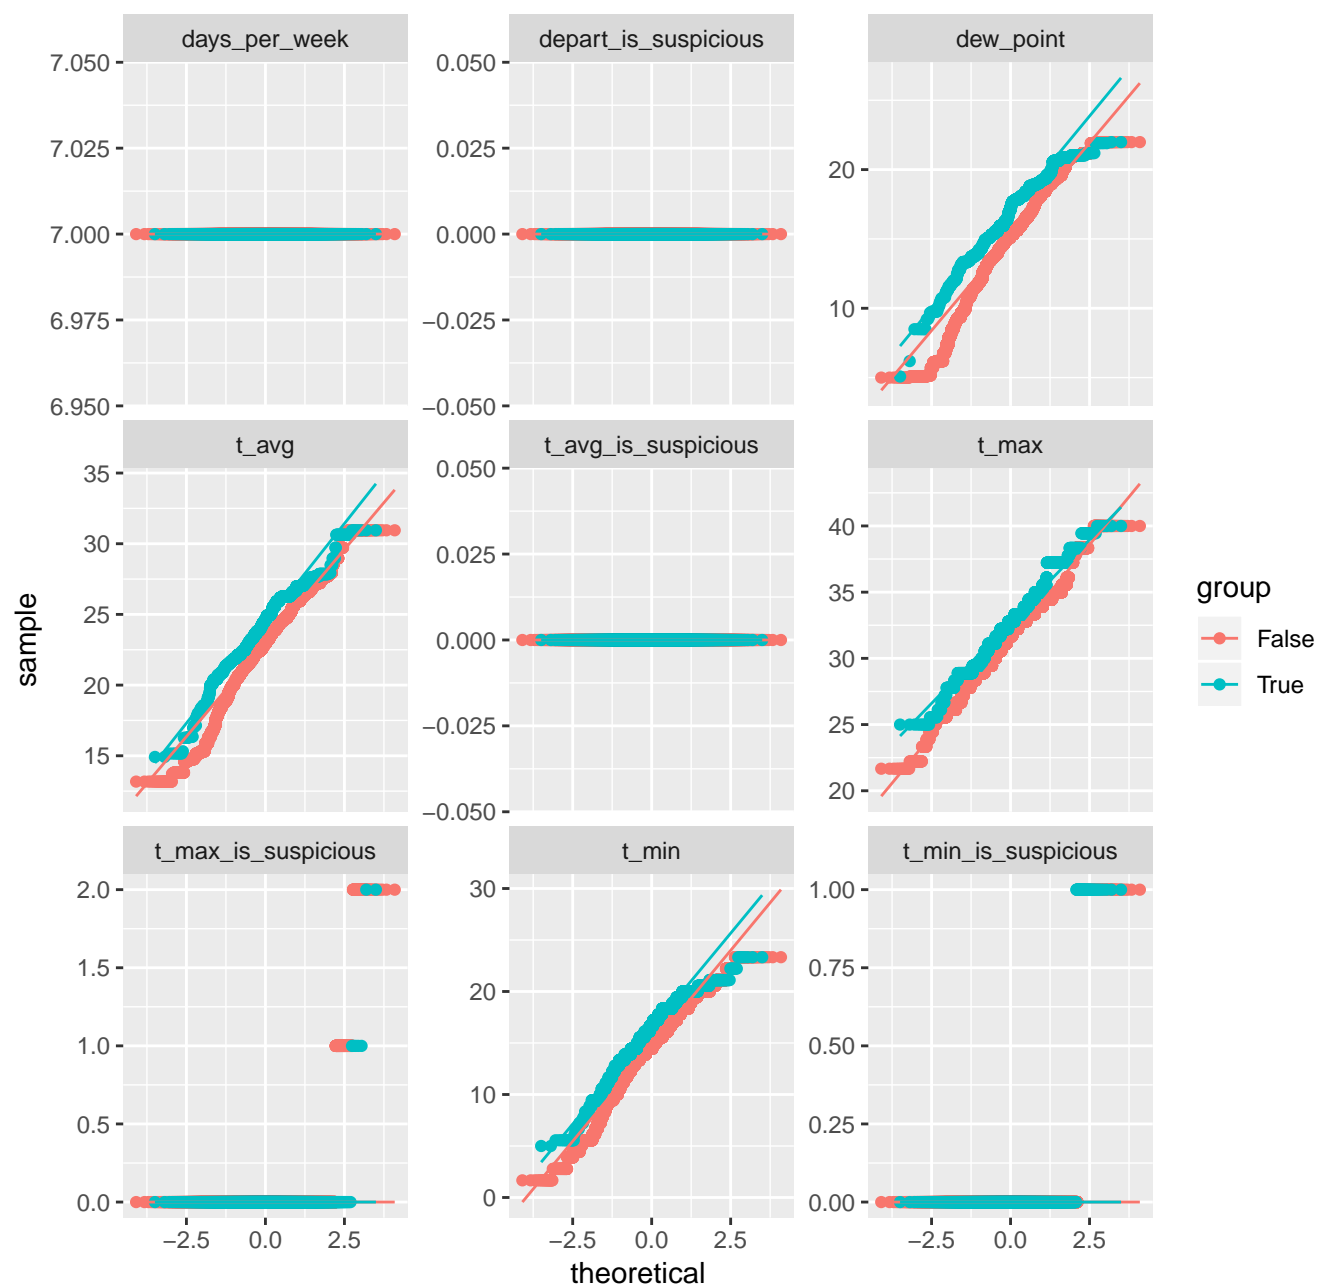 days_per_week
depart_is_suspicious
dew_point
7.050
7.025
7.000
6.975
6.950
0.050
0.025
0.000
−0.025
−0.050
20
10
t_avg
t_avg_is_suspicious
t_max
35
30
25
20
15
0.050
0.025
0.000
−0.025
−0.050
40
35
30
25
20
t_max_is_suspicious
t_min
t_min_is_suspicious
2.0
1.5
1.0
0.5
0.0
30
20
10
0
1.00
0.75
0.50
0.25
0.00
−2.5 0.0 2.5
−2.5 0.0 2.5
−2.5 0.0 2.5
theoretical
sample
group
False
True